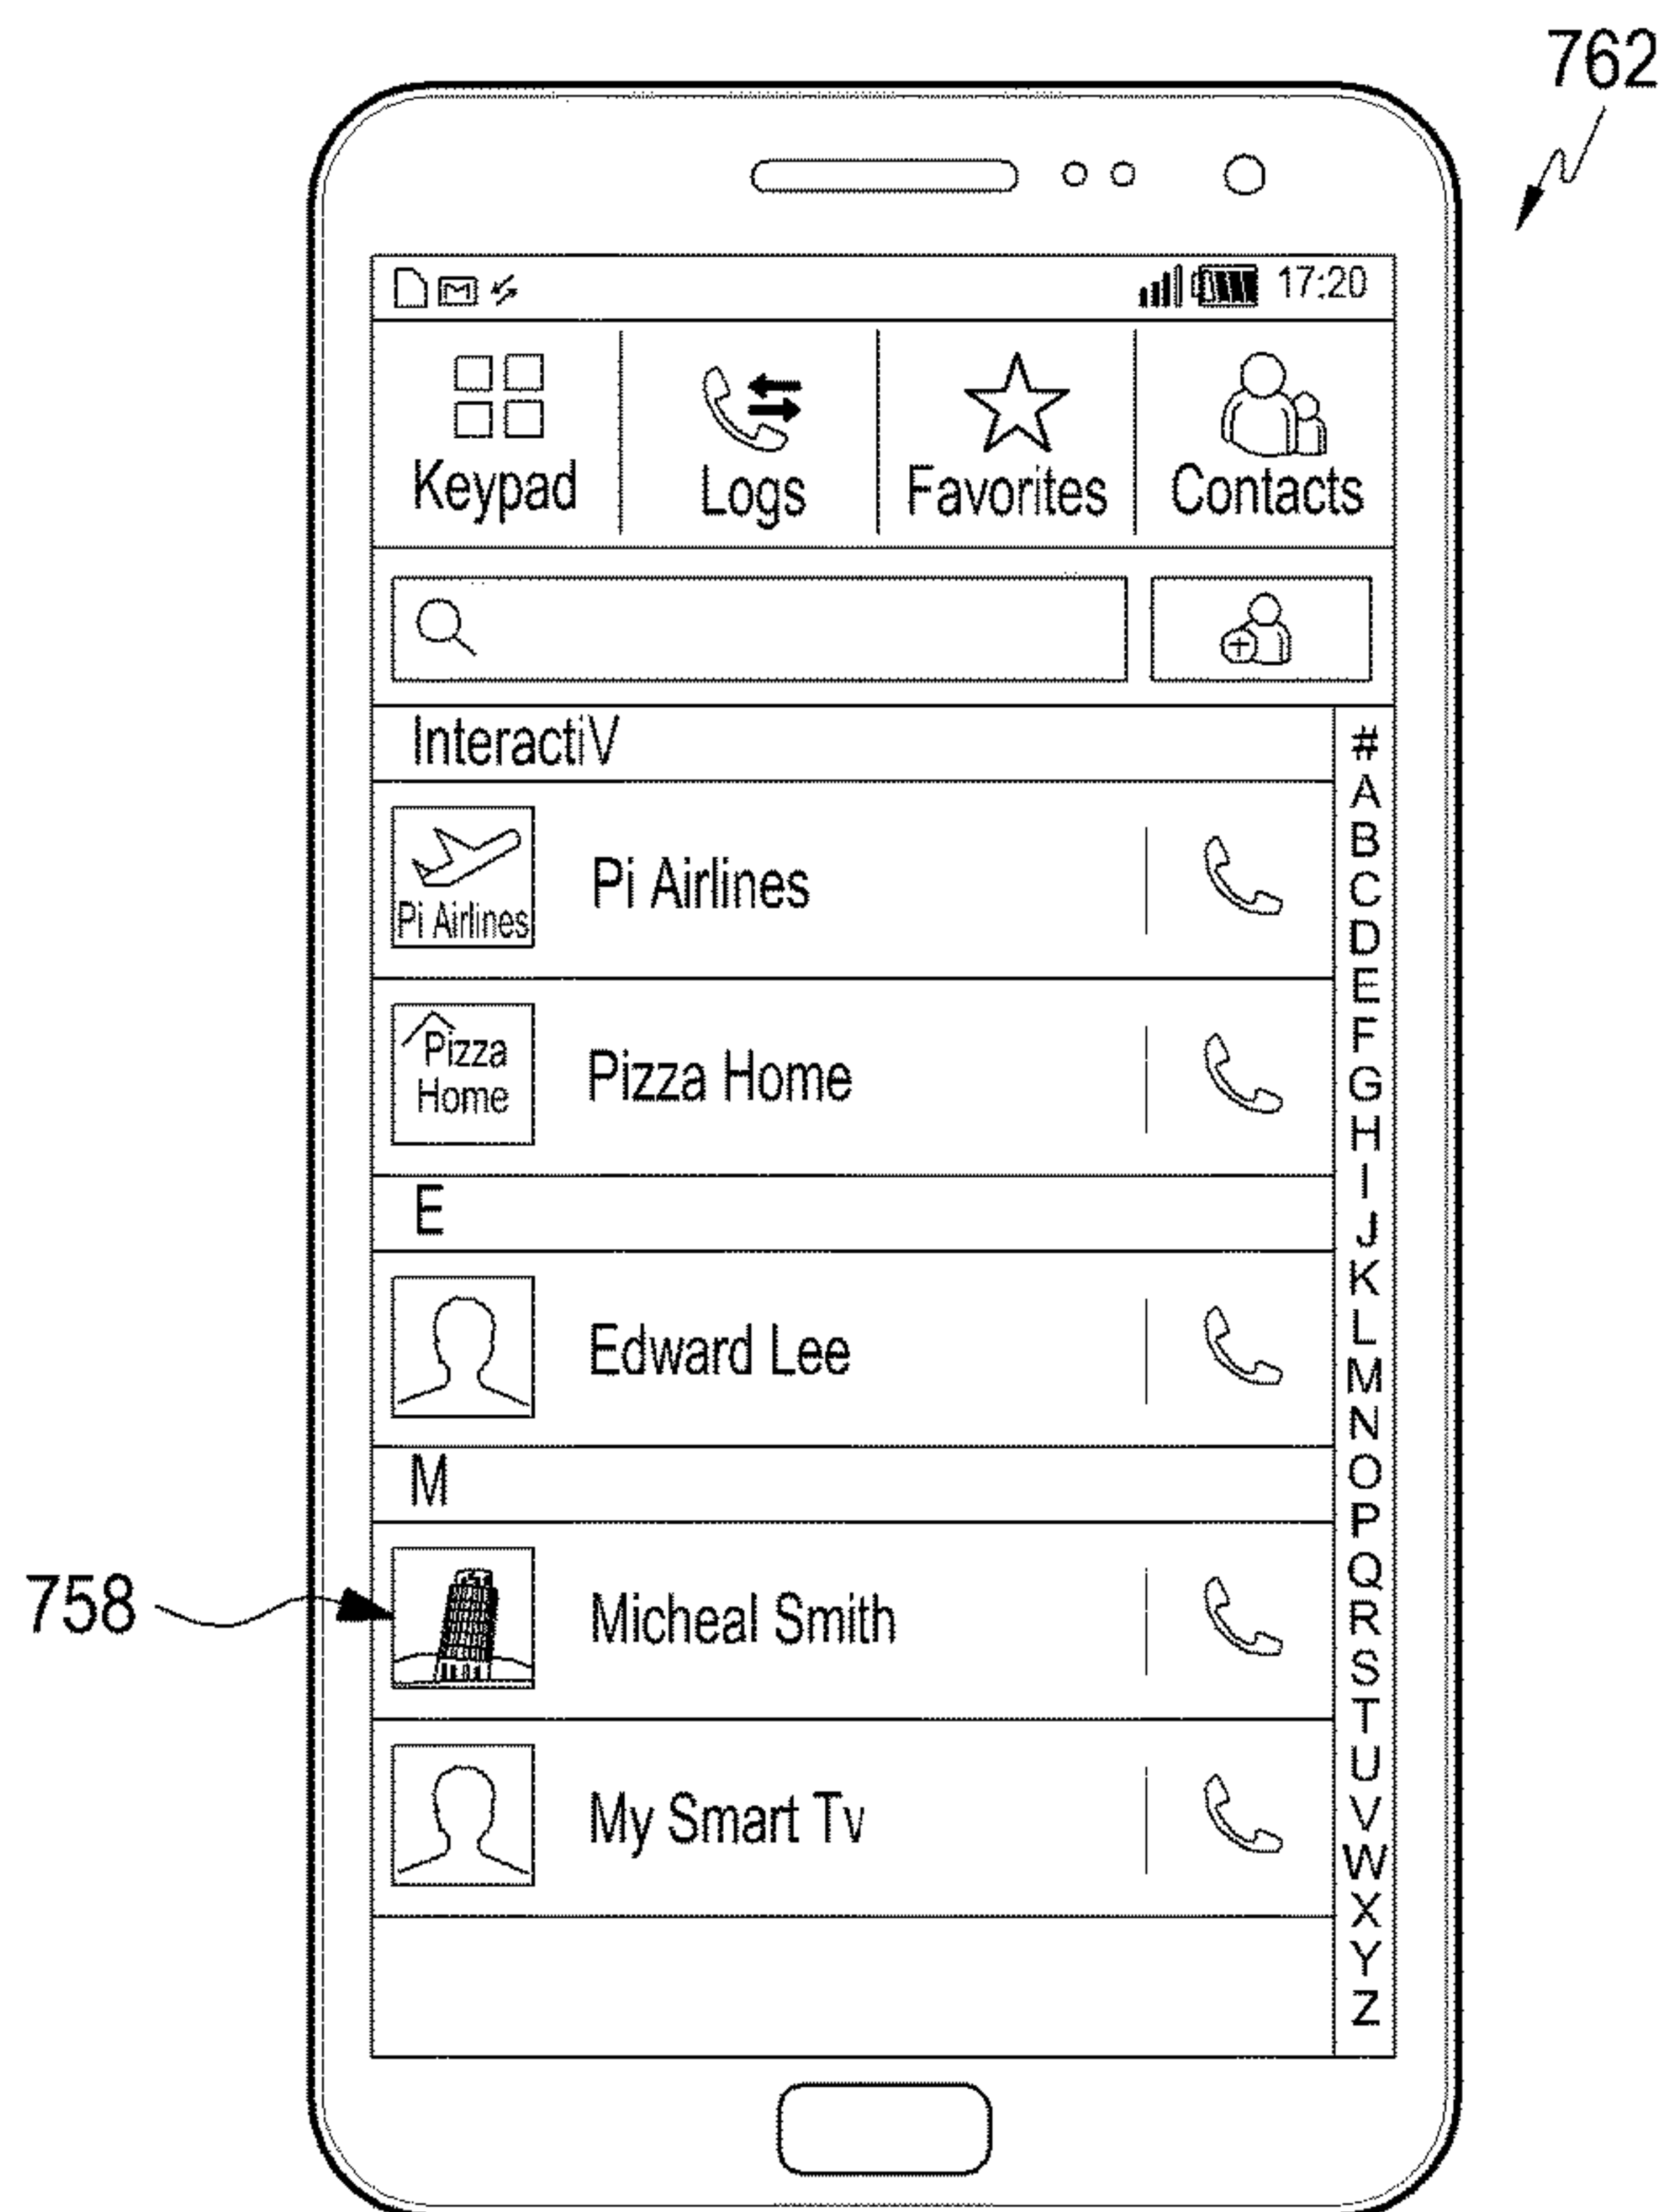 762
17:20
Keypad Logs Favorites Contacts
InteractiV
Pi Airlines
Pi Airlines
Pizza
Home
Pizza Home
E
Edward Lee
M
758
Micheal Smith
My Smart Tv
#
A
B
C
D
E
F
G
H
I
J
K
L
M
N
O
P
Q
R
S
T
U
V
W
X
Y
Z